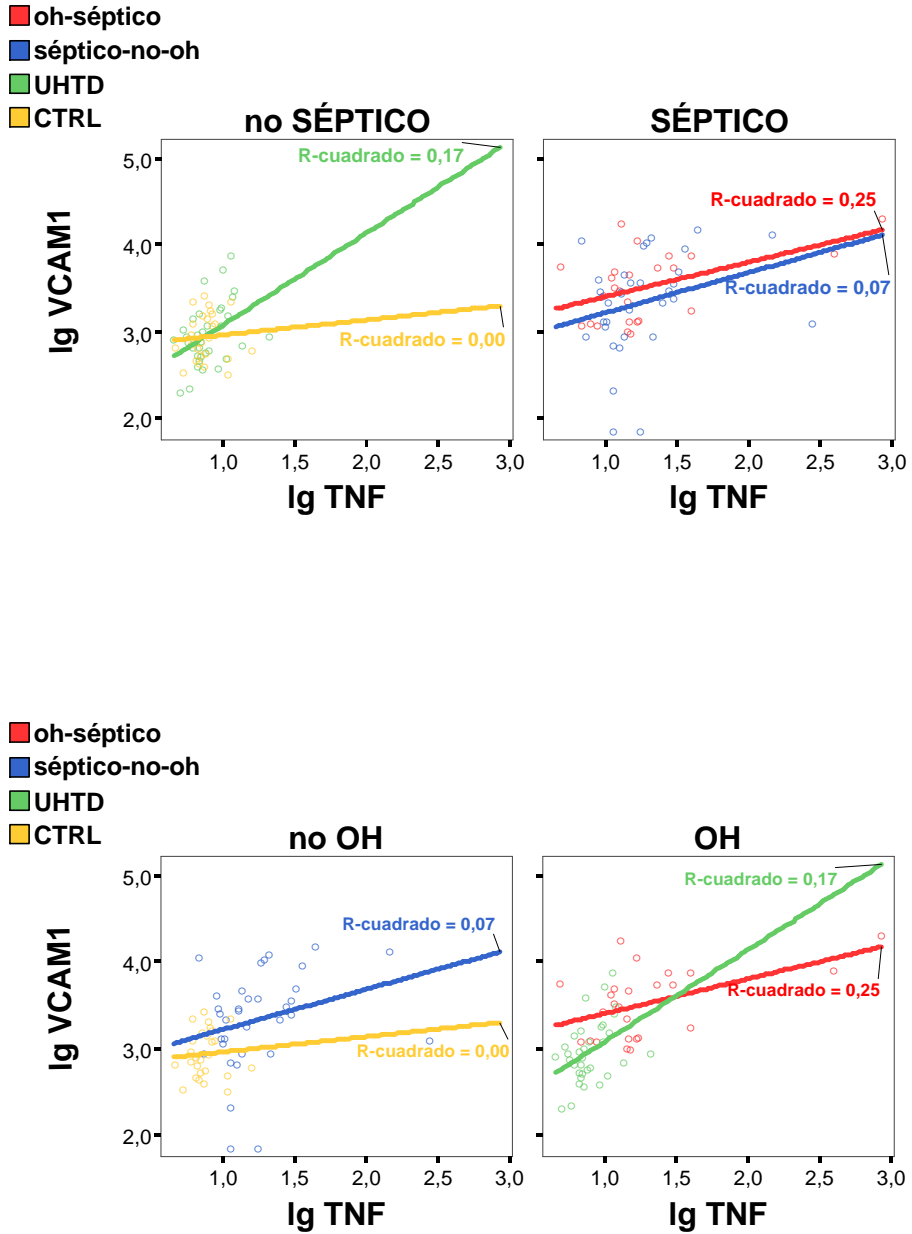 oh-séptico
séptico-no-oh
UHTD
CTRL
no SÉPTICO
SÉPTICO
R-cuadrado = 0,17
R-cuadrado = 0,00
R-cuadrado = 0,25
R-cuadrado = 0,07
lg VCAM1
5,0
4,0
3,0
2,0
1,0 1,5 2,0 2,5 3,0
1,0 1,5 2,0 2,5 3,0
lg TNF
lg TNF
oh-séptico
séptico-no-oh
UHTD
CTRL
no OH
OH
R-cuadrado = 0,07
R-cuadrado = 0,00
R-cuadrado = 0,17
R-cuadrado = 0,25
lg VCAM1
5,0
4,0
3,0
2,0
1,0 1,5 2,0 2,5 3,0
1,0 1,5 2,0 2,5 3,0
lg TNF
lg TNF